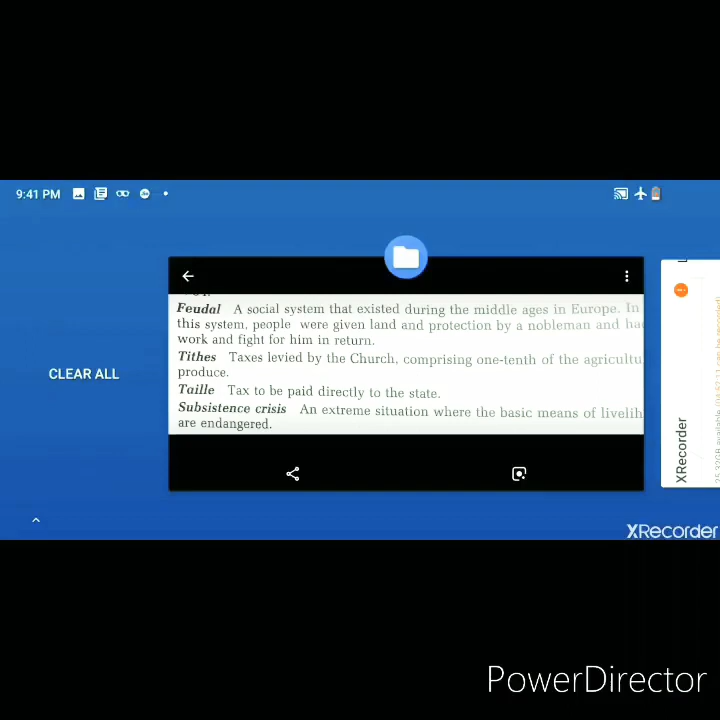 9:41 PM
Feudal A social system that existed during the middle ages in Europe. In
this system, people were given land and protection by a nobleman and
work and fight for him in return.
Tithes Taxes levied by the Church, comprising one-tenth of the
produce.
Taille Tax to be paid directly to the state.
Subsistence crisis An extreme situation where the basic means of
are endangered.
CLEAR ALL
XRecorder
XRecorder
PowerDirector